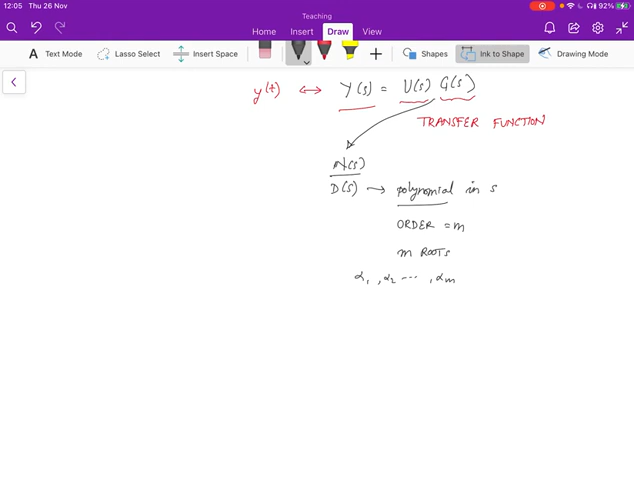 12:05 Thu 26 Nov
92%
Teaching
Home Insert Draw View
A Text Mode Lasso Select Insert Space Shapes Ink to Shape Drawing Mode
y(t) ↔ Y(s) = U(s) G(s)
TRANSFER FUNCTION
N(s)
D(s) → polynomial in s
ORDER = m
m ROOTS
α1, α2 ..., αm